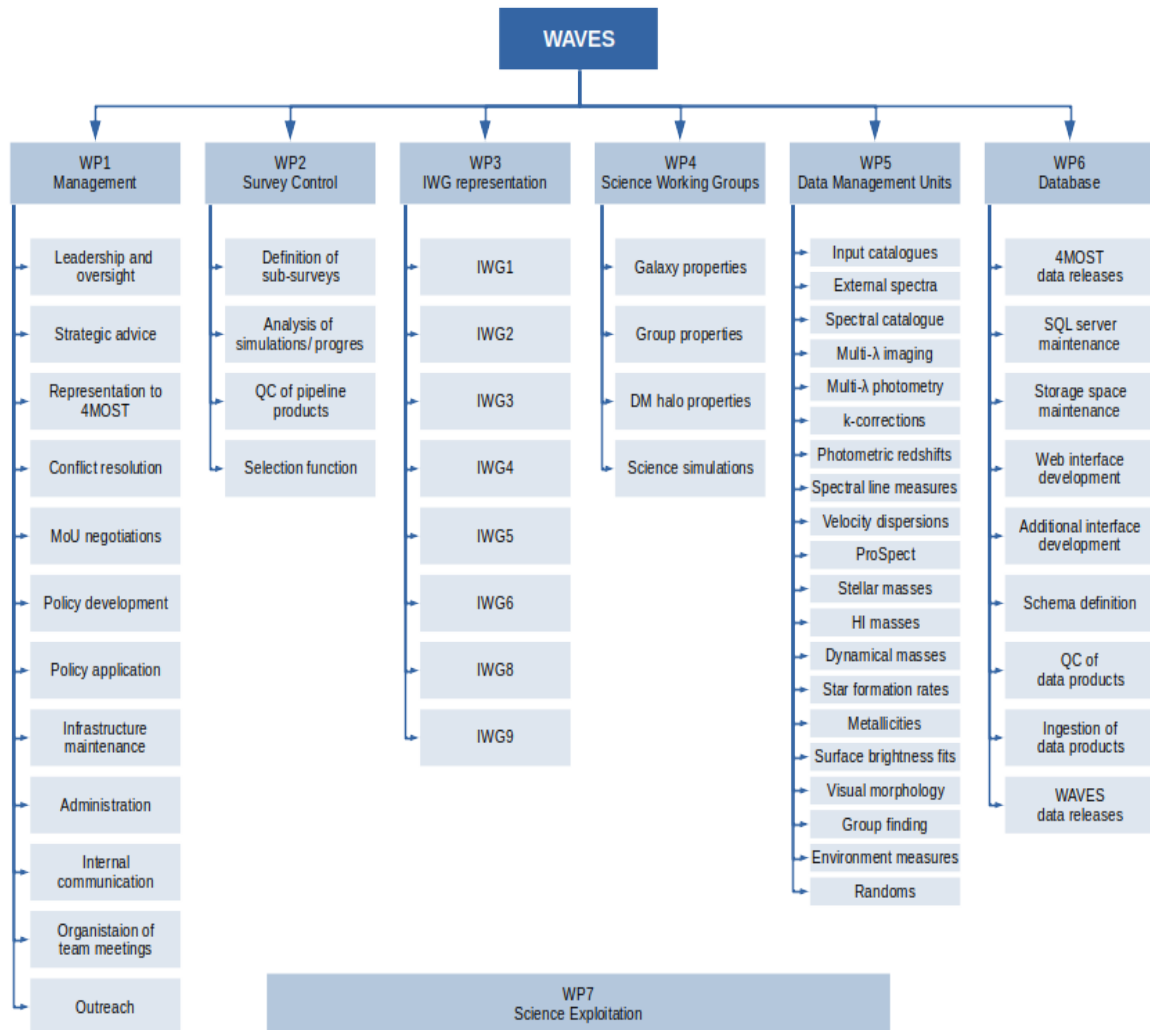 WAVES
WP1
Management
Leadership and
oversight
Strategic advice
Representation to
4MOST
Conflict resolution
MoU negotiations
Policy development
Policy application
Infrastructure
maintenance
Administration
Internal
communication
Organistaion of
team meetings
Outreach
WP2
Survey Control
Definition of
sub-surveys
Analysis of
simulations/ progres
QC of pipeline
products
Selection function
WP3
IWG representation
IWG1
IWG2
IWG3
IWG4
IWG5
IWG6
IWG8
IWG9
WP4
Science Working Groups
Galaxy properties
Group properties
DM halo properties
Science simulations
WP5
Data Management Units
Input catalogues
External spectra
Spectral catalogue
Multi-λ imaging
Multi-λ photometry
k-corrections
Photometric redshifts
Spectral line measures
Velocity dispersions
ProSpect
Stellar masses
HI masses
Dynamical masses
Star formation rates
Metallicities
Surface brightness fits
Visual morphology
Group finding
Environment measures
Randoms
WP6
Database
4MOST
data releases
SQL server
maintenance
Storage space
maintenance
Web interface
development
Additional interface
development
Schema definition
QC of
data products
Ingestion of
data products
WAVES
data releases
WP7
Science Exploitation